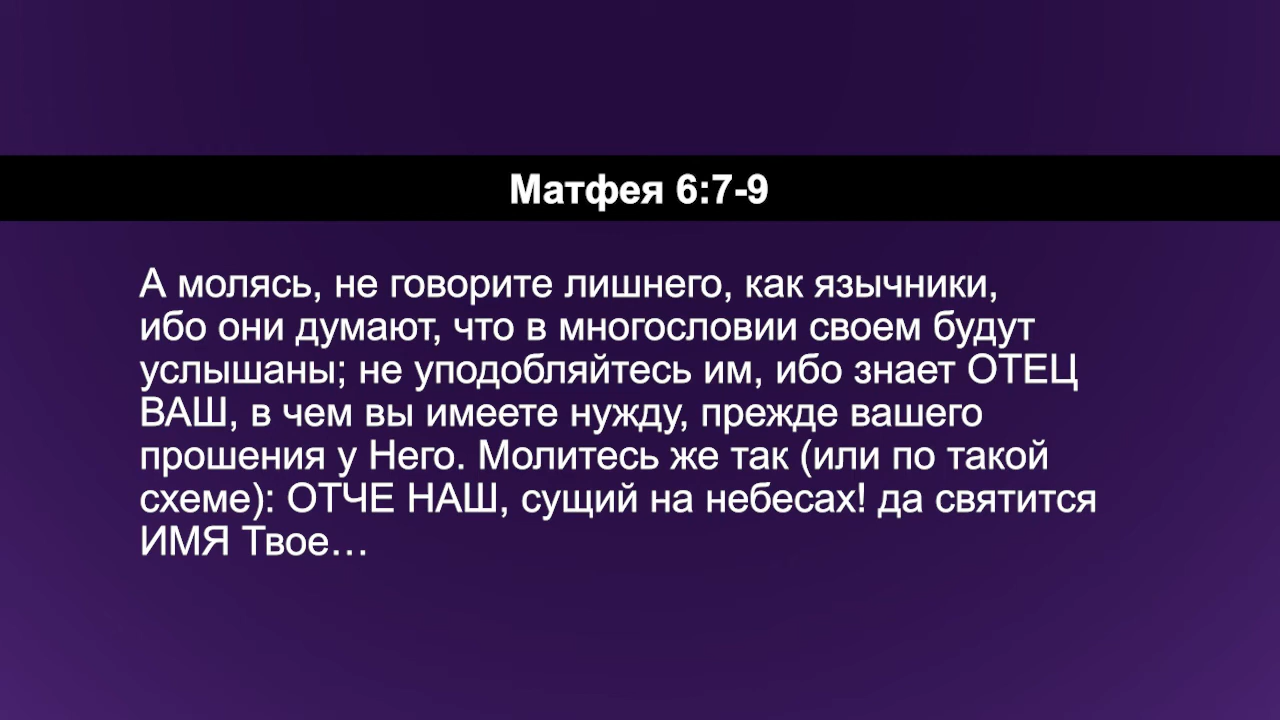 Матфея 6:7-9
А молясь, не говорите лишнего, как язычники,
ибо они думают, что в многословии своем будут
услышаны; не уподобляйтесь им, ибо знает ОТЕЦ
ВАШ, в чем вы имеете нужду, прежде вашего
прошения у Него. Молитесь же так (или по такой
схеме): ОТЧЕ НАШ, сущий на небесах! да святится
ИМЯ Твое…